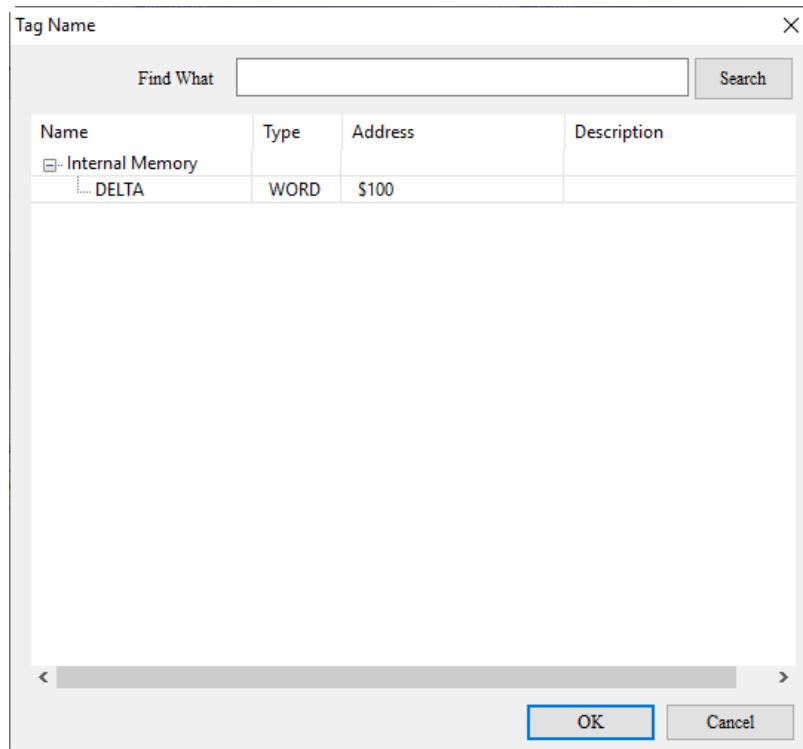 Tag Name
Find What Search
Name Type Address Description
Internal Memory
DELTA WORD $100
OK Cancel